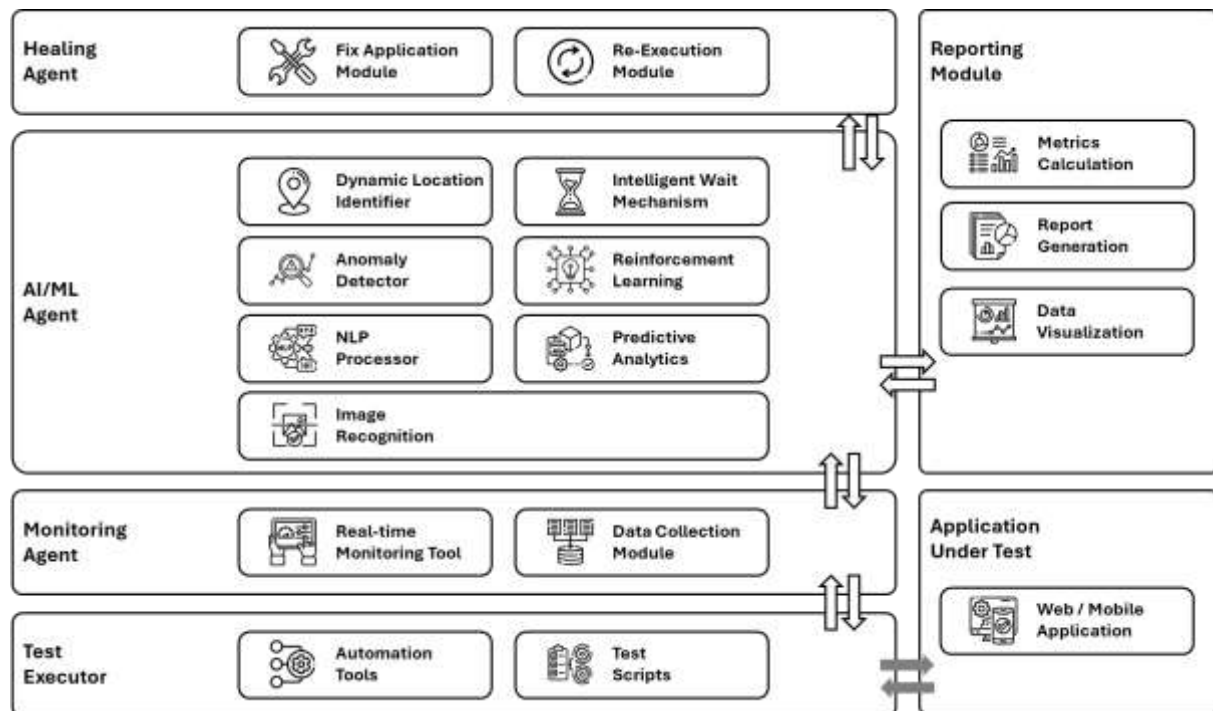 Healing
Agent
Fix Application
Module
Re-Execution
Module
AI/ML
Agent
Dynamic Location
Identifier
Intelligent Wait
Mechanism
Anomaly
Detector
Reinforcement
Learning
NLP
Processor
Predictive
Analytics
Image
Recognition
Monitoring
Agent
Real-time
Monitoring Tool
Data Collection
Module
Test
Executor
Automation
Tools
Test
Scripts
Reporting
Module
Metrics
Calculation
Report
Generation
Data
Visualization
Application
Under Test
Web / Mobile
Application